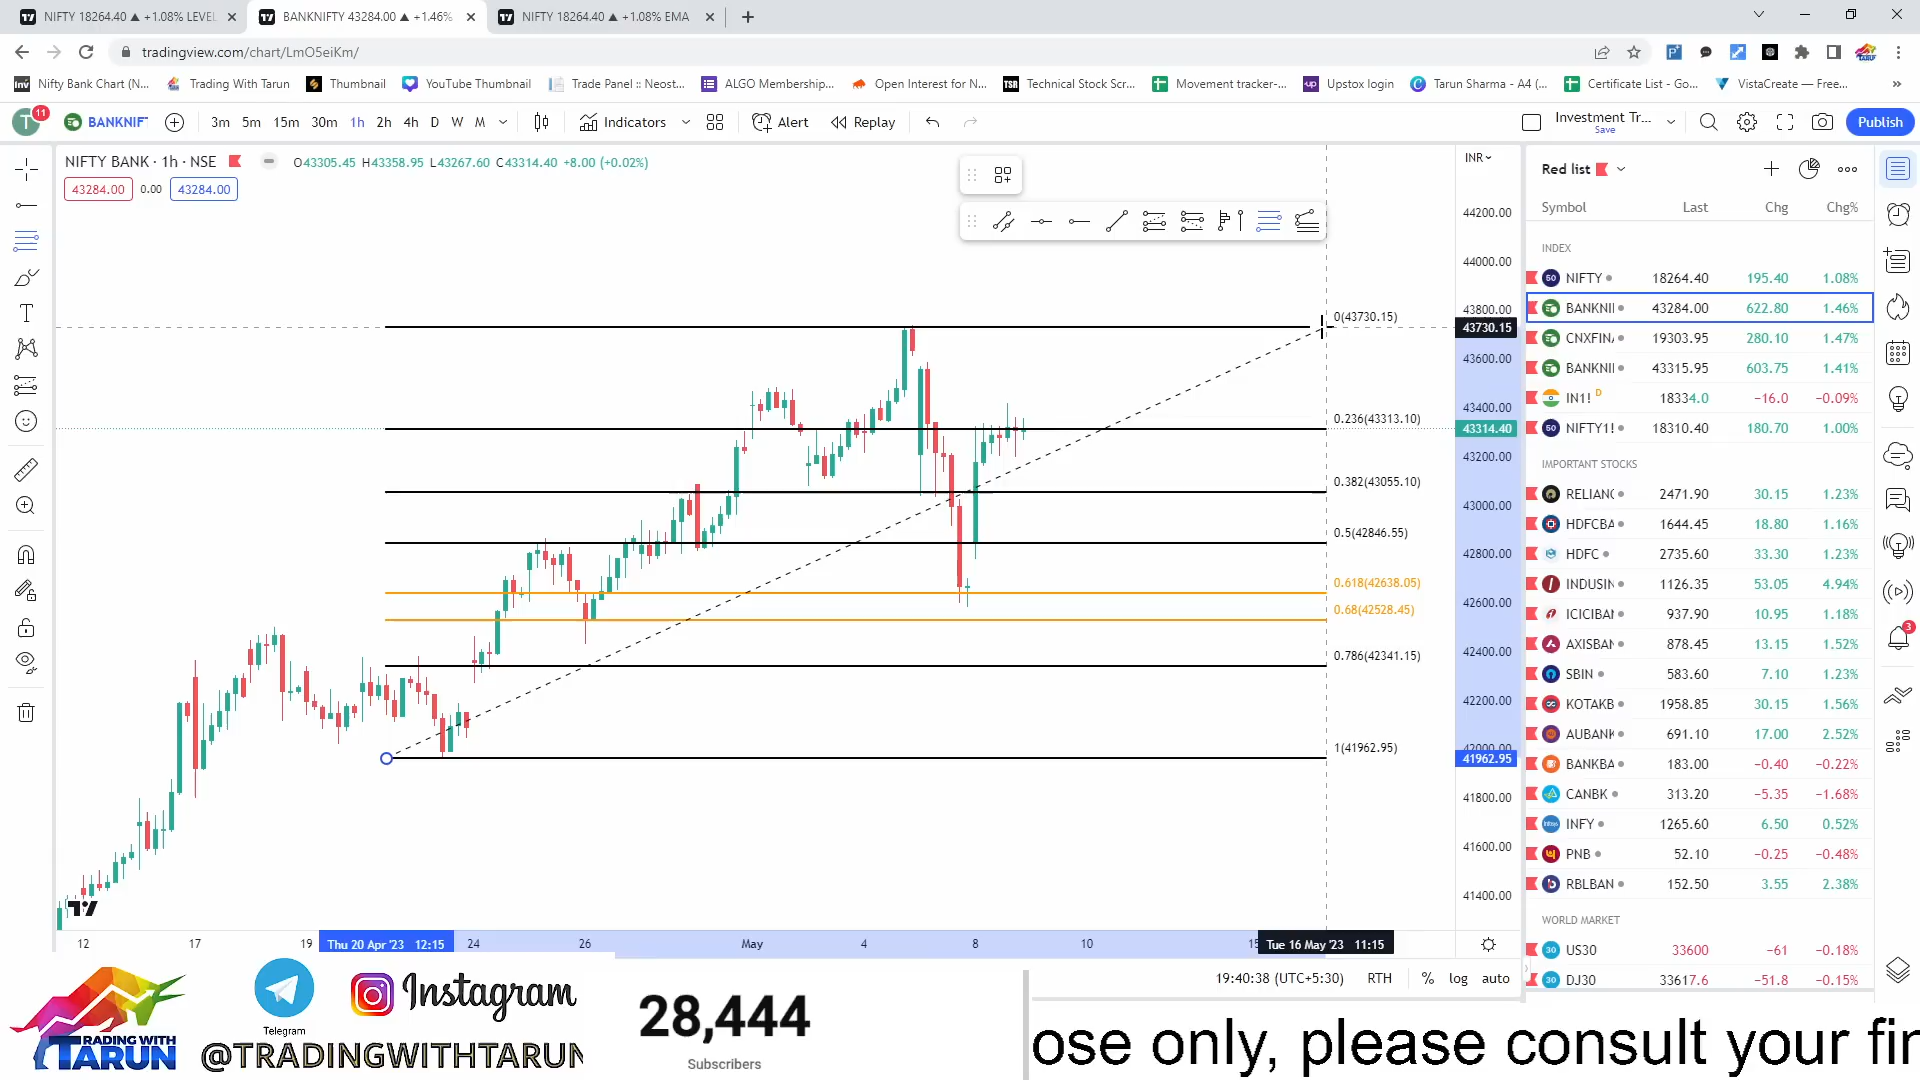 NIFTY 18264.40 ▲ +1.08% LEVEL
BANKNIFTY 43284.00 ▲ +1.46%
NIFTY 18264.40 ▲ +1.08% EMA
tradingview.com/chart/LmO5eiKm/
Nifty Bank Chart (N...
Trading With Tarun
Thumbnail
YouTube Thumbnail
Trade Panel :: Neost...
ALGO Membership...
Open Interest for N...
Technical Stock Scr...
Movement tracker-...
Upstox login
Tarun Sharma - A4 (...
Certificate List - Go...
VistaCreate — Free...
T 11 BANKNIF 3m 5m 15m 30m 1h 2h 4h D W M Indicators Alert Replay
Investment Tr...
Save
Publish
NIFTY BANK · 1h · NSE O43305.45 H43358.95 L43267.60 C43314.40 +8.00 (+0.02%)
43284.00 0.00 43284.00
INR
44200.00
44000.00
43800.00
43730.15
43600.00
43400.00
43314.40
43200.00
43000.00
42800.00
42600.00
42400.00
42200.00
42000.00
41962.95
41800.00
41600.00
41400.00
0(43730.15)
0.236(43313.10)
0.382(43055.10)
0.5(42846.55)
0.618(42638.05)
0.68(42528.45)
0.786(42341.15)
1(41962.95)
12 17 19 Thu 20 Apr '23 12:15 24 26 May 4 8 10 15 Tue 16 May '23 11:15
19:40:38 (UTC+5:30) RTH % log auto
Red list
Symbol Last Chg Chg%
INDEX
NIFTY 18264.40 195.40 1.08%
BANKNII 43284.00 622.80 1.46%
CNXFIN 19303.95 280.10 1.47%
BANKNII 43315.95 603.75 1.41%
IN1! D 18334.0 −16.0 −0.09%
NIFTY1! 18310.40 180.70 1.00%
IMPORTANT STOCKS
RELIANC 2471.90 30.15 1.23%
HDFCBA 1644.45 18.80 1.16%
HDFC 2735.60 33.30 1.23%
INDUSIN 1126.35 53.05 4.94%
ICICIBAI 937.90 10.95 1.18%
AXISBAN 878.45 13.15 1.52%
SBIN 583.60 7.10 1.23%
KOTAKB 1958.85 30.15 1.56%
AUBANK 691.10 17.00 2.52%
BANKBA 183.00 −0.40 −0.22%
CANBK 313.20 −5.35 −1.68%
INFY 1265.60 6.50 0.52%
PNB 52.10 −0.25 −0.48%
RBLBAN 152.50 3.55 2.38%
WORLD MARKET
US30 33600 −61 −0.18%
DJ30 33617.6 −51.8 −0.15%
3
TRADING WITH
TARUN
Telegram
Instagram
@TRADINGWITHTARUN
28,444
Subscribers
ose only, please consult your fir